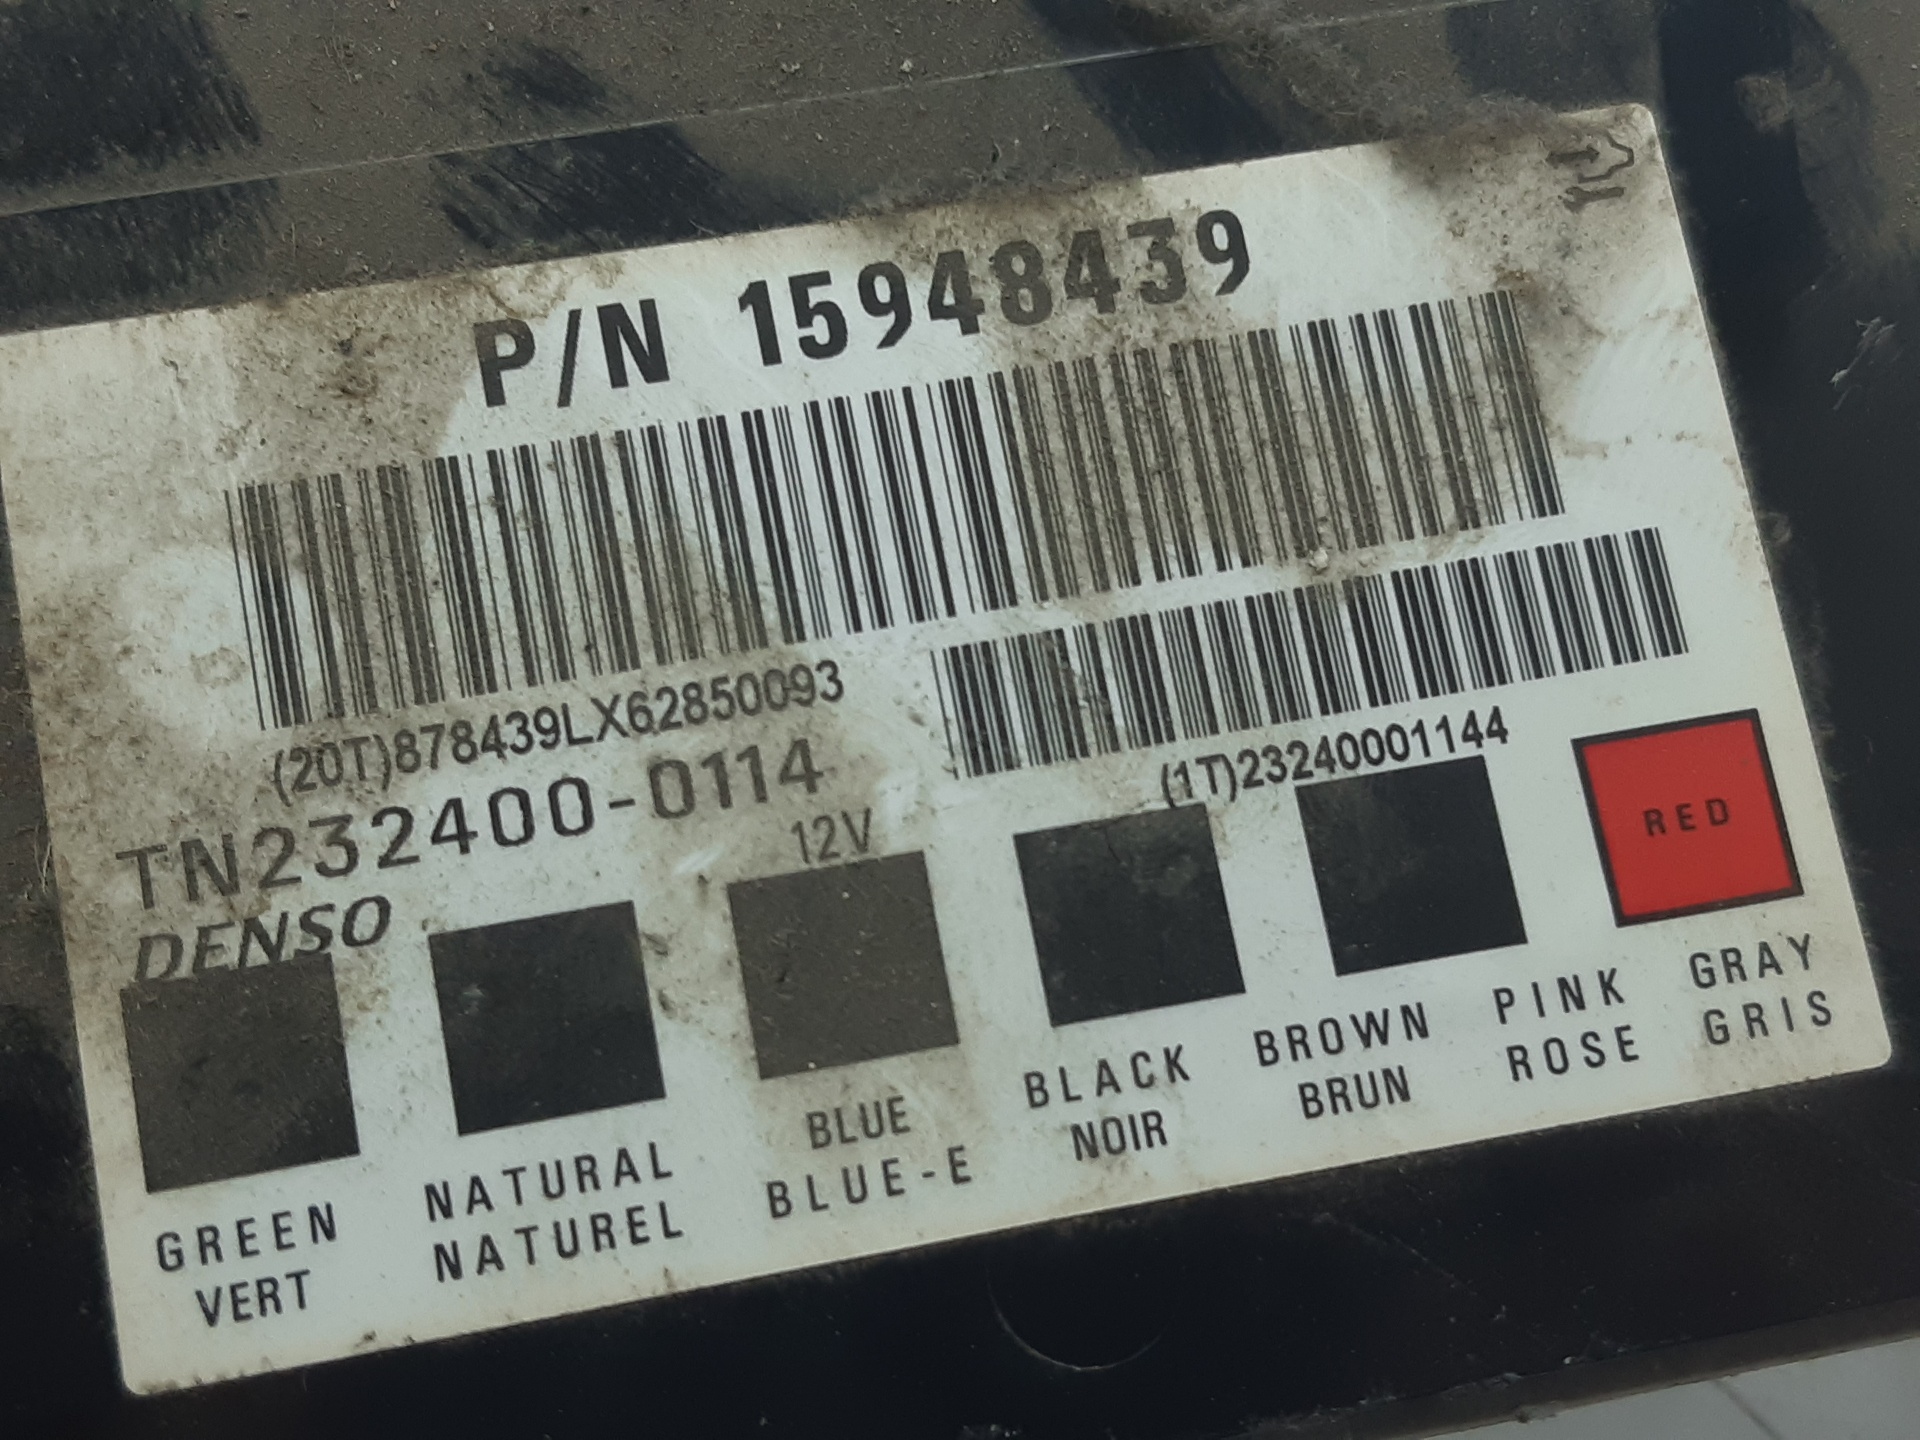 P/N 15948439
(20T)878439LX62850093
(1T)23240001144
TN232400-0114
12V
DENSO
RED
GREEN
VERT
NATURAL
NATUREL
BLUE
BLUE-E
BLACK
NOIR
BROWN
BRUN
PINK
ROSE
GRAY
GRIS